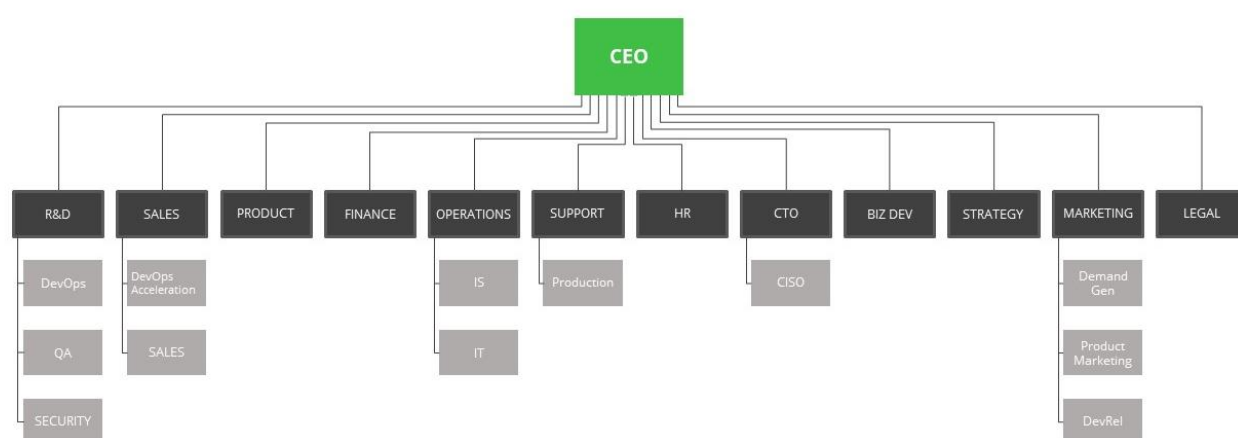 CEO
R&D
SALES
PRODUCT
FINANCE
OPERATIONS
SUPPORT
HR
CTO
BIZ DEV
STRATEGY
MARKETING
LEGAL
DevOps
DevOps
Acceleration
IS
Production
CISO
Demand
Gen
QA
SALES
IT
Product
Marketing
SECURITY
DevRel